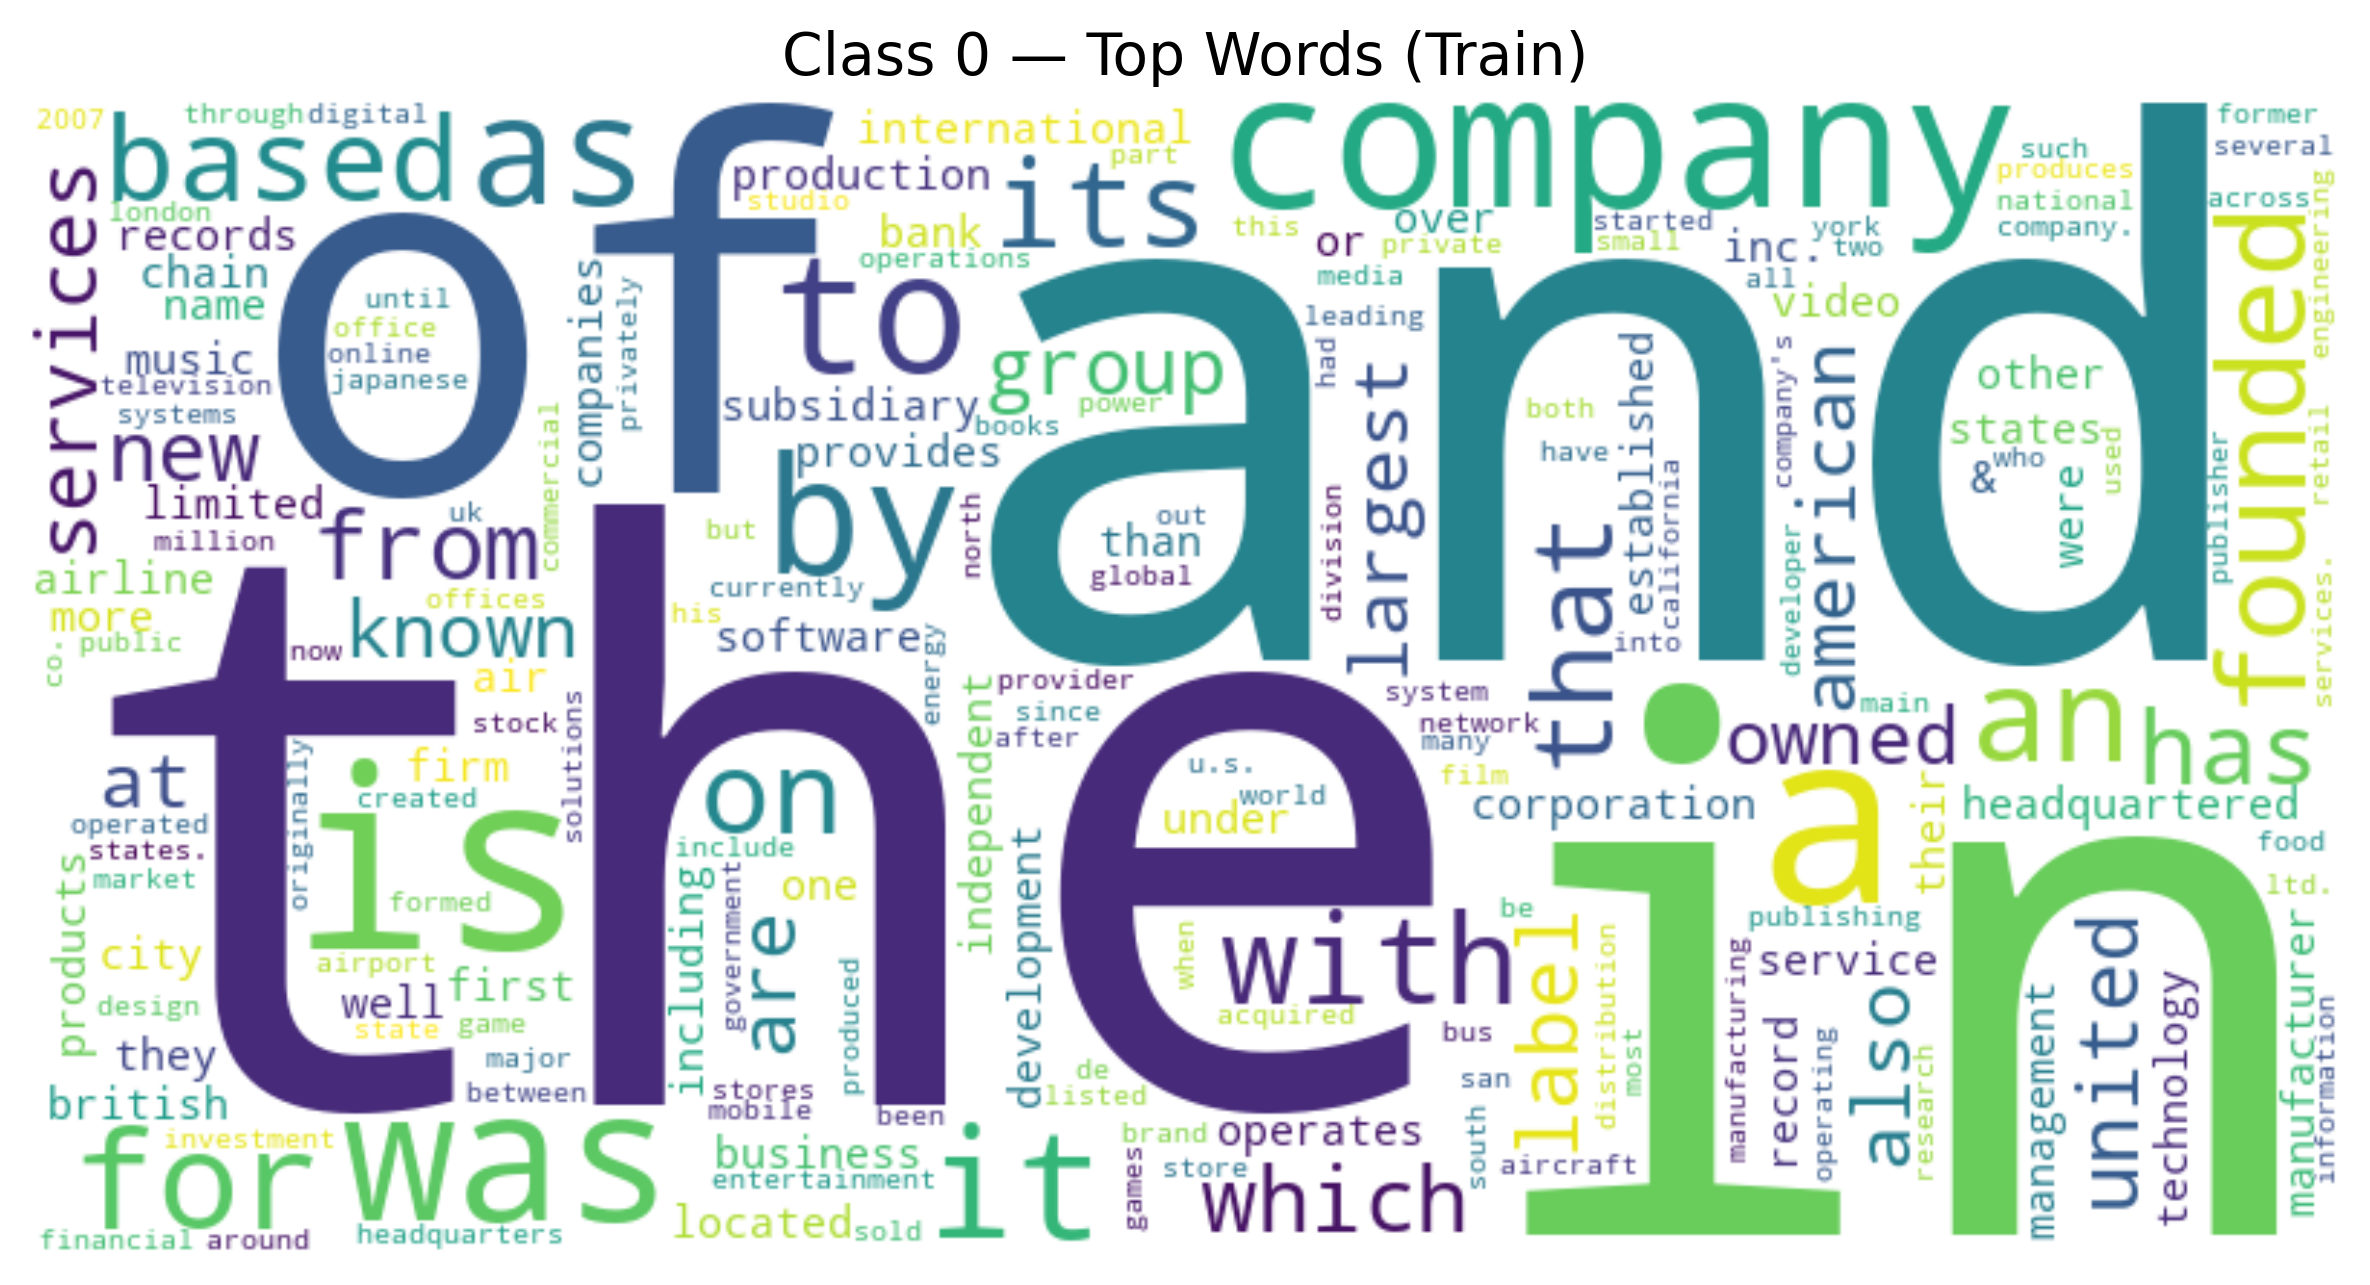 Class 0 — Top Words (Train)
2007
through
digital
based
as
of
international
part
production
studio
its
company
former
several
such
produces
national
company.
across
london
records
services
chain
name
bank
operations
this
or
over
private
started
small
inc.
york
two
all
media
video
until
office
online
japanese
companies
privately
to
and
leading
had
group
power
music
television
systems
new
subsidiary
books
provides
largest
both
have
established
california
company's
american
other
states
&
who
were
used
founded
engineering
retail
publisher
services.
limited
million
from
uk
commercial
by
but
north
out
than
global
division
that
into
developer
airline
more
public
co.
known
offices
now
currently
his
software
energy
the
air
stock
solutions
provider
since
after
independent
system
network
many
film
owned
main
an
has
at
firm
created
originally
is
on
u.s.
world
under
corporation
a
their
headquartered
operated
states.
market
products
formed
include
including
government
one
are
development
with
be
label
in
publishing
food
ltd.
city
airport
first
well
state
game
design
produced
when
acquired
bus
distribution
most
manufacturing
service
record
operating
also
research
management
united
technology
manufacturer
information
they
major
between
british
stores
mobile
been
de
listed
san
south
for
investment
was
business
entertainment
it
brand
operates
games
store
which
aircraft
financial
around
headquarters
located
sold